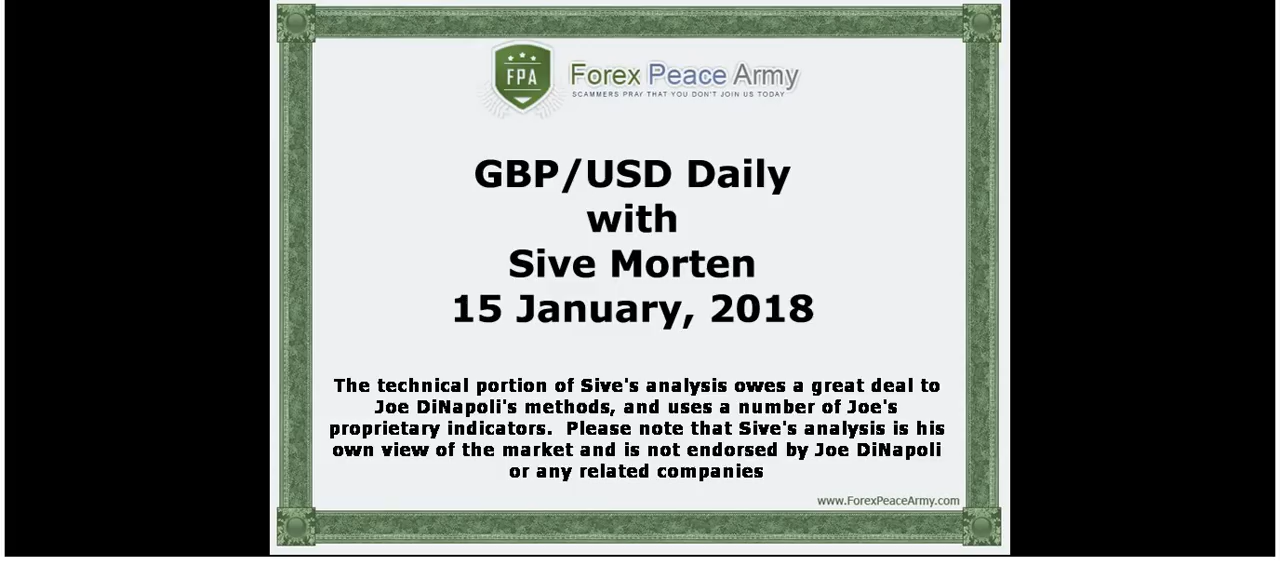 FPA
Forex Peace Army
SCAMMERS PRAY THAT YOU DON'T JOIN US TODAY
GBP/USD Daily
with
Sive Morten
15 January, 2018
The technical portion of Sive's analysis owes a great deal to
Joe DiNapoli's methods, and uses a number of Joe's
proprietary indicators.  Please note that Sive's analysis is his
own view of the market and is not endorsed by Joe DiNapoli
or any related companies
www.ForexPeaceArmy.com